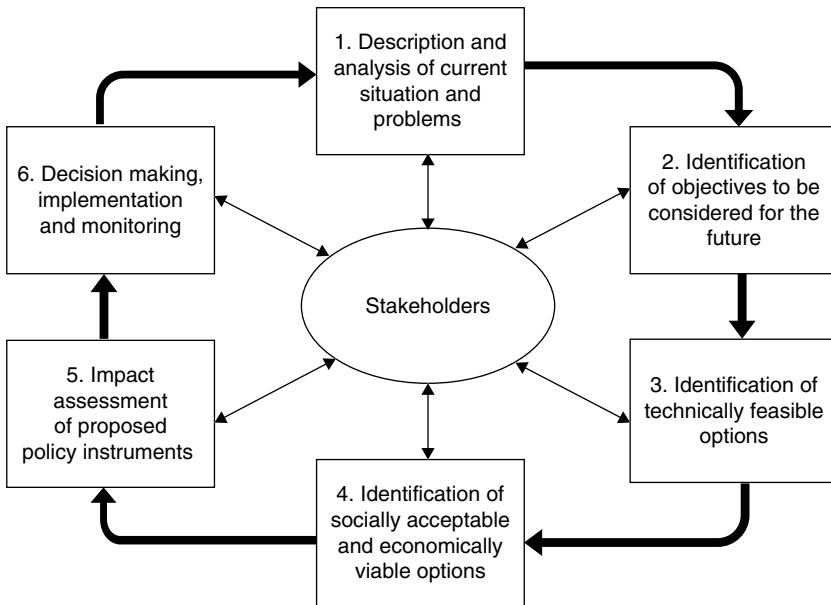 1. Description and
analysis of current
situation and
problems
2. Identification
of objectives to be
considered for the
future
3. Identification of
technically feasible
options
4. Identification of
socially acceptable
and economically
viable options
5. Impact
assessment
of proposed
policy instruments
6. Decision making,
implementation
and monitoring
Stakeholders